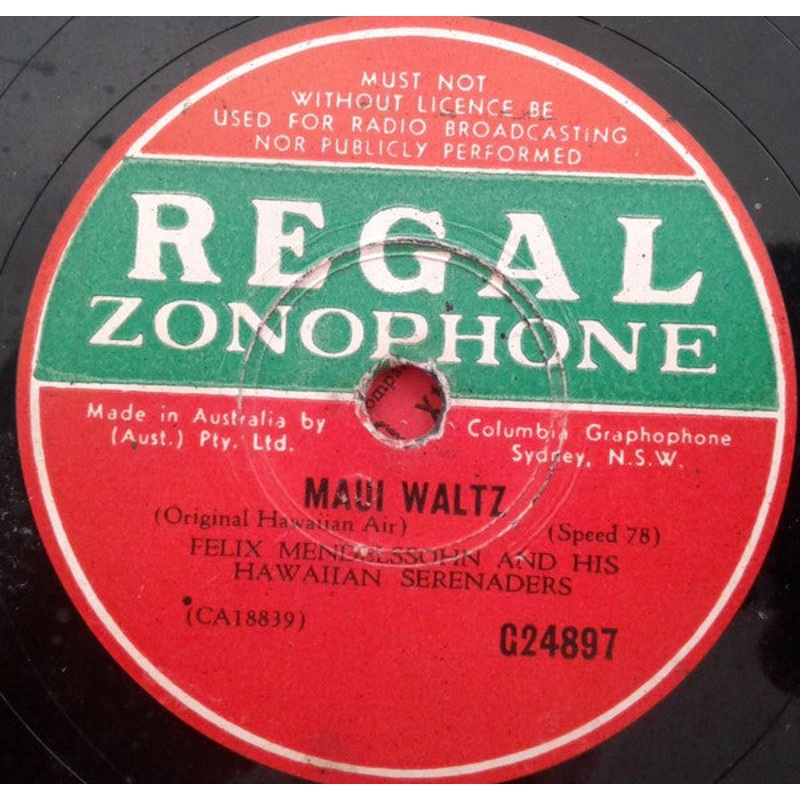 MUST NOT
WITHOUT LICENCE BE
USED FOR RADIO BROADCASTING
NOR PUBLICLY PERFORMED
REGAL
ZONOPHONE
Made in Australia by
(Aust.) Pty. Ltd.
Columbia Graphophone
Sydney, N.S.W.
MAUI WALTZ
(Original Hawaiian Air)
(Speed 78)
FELIX MENDELSSOHN AND HIS
HAWAIIAN SERENADERS
(CA18839)
G24897